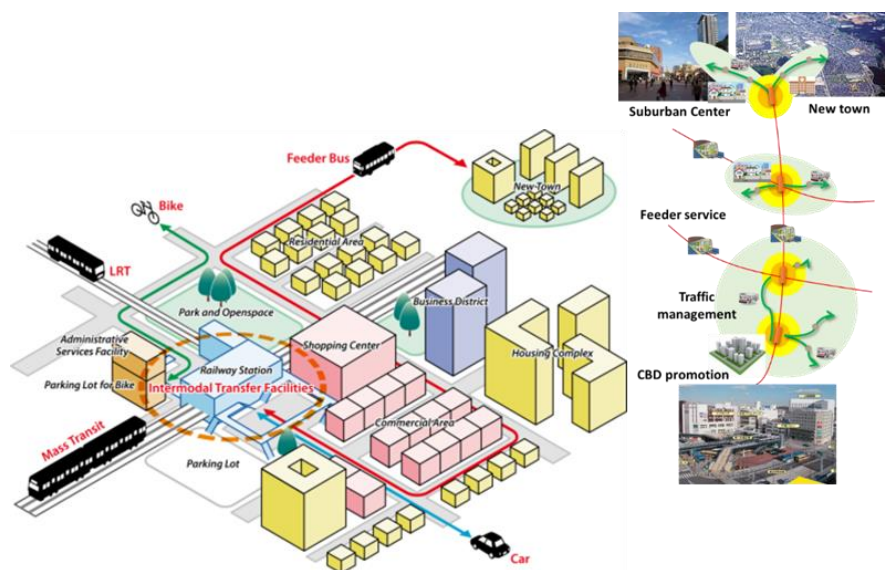 Feeder Bus
New Town
Bike
Residential Area
LRT
Park and Openspace
Business District
Administrative
Services Facility
Railway Station
Shopping Center
Housing Complex
Parking Lot for Bike
Intermodal Transfer Facilities
Commercial Area
Mass Transit
Parking Lot
Car
Suburban Center
New town
Feeder service
Traffic
management
CBD promotion